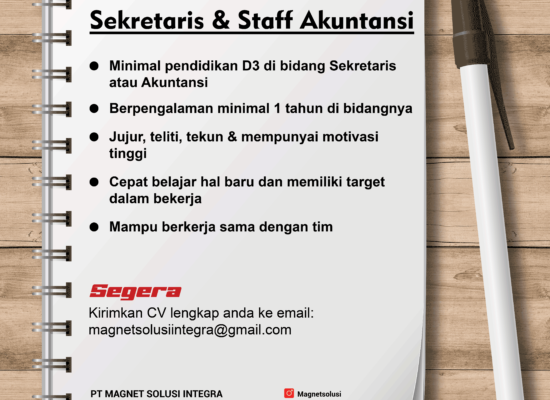 Sekretaris & Staff Akuntansi
Minimal pendidikan D3 di bidang Sekretaris
atau Akuntansi
Berpengalaman minimal 1 tahun di bidangnya
Jujur, teliti, tekun & mempunyai motivasi
tinggi
Cepat belajar hal baru dan memiliki target
dalam bekerja
Mampu berkerja sama dengan tim
Segera
Kirimkan CV lengkap anda ke email:
magnetsolusiintegra@gmail.com
PT MAGNET SOLUSI INTEGRA
Magnetsolusi